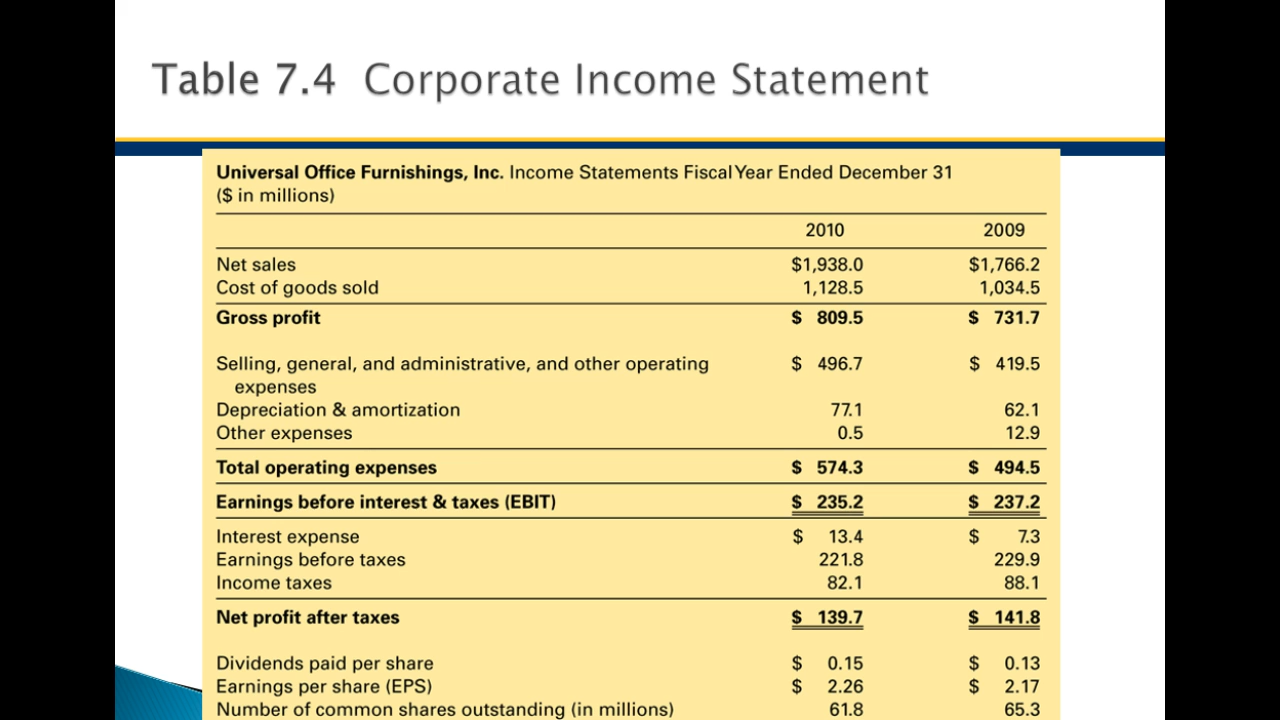 Table 7.4 Corporate Income Statement
Universal Office Furnishings, Inc. Income Statements Fiscal Year Ended December 31
($ in millions)
2010 2009
Net sales $1,938.0 $1,766.2
Cost of goods sold 1,128.5 1,034.5
Gross profit $ 809.5 $ 731.7
Selling, general, and administrative, and other operating $ 496.7 $ 419.5
expenses
Depreciation & amortization 77.1 62.1
Other expenses 0.5 12.9
Total operating expenses $ 574.3 $ 494.5
Earnings before interest & taxes (EBIT) $ 235.2 $ 237.2
Interest expense $ 13.4 $ 7.3
Earnings before taxes 221.8 229.9
Income taxes 82.1 88.1
Net profit after taxes $ 139.7 $ 141.8
Dividends paid per share $ 0.15 $ 0.13
Earnings per share (EPS) $ 2.26 $ 2.17
Number of common shares outstanding (in millions) 61.8 65.3